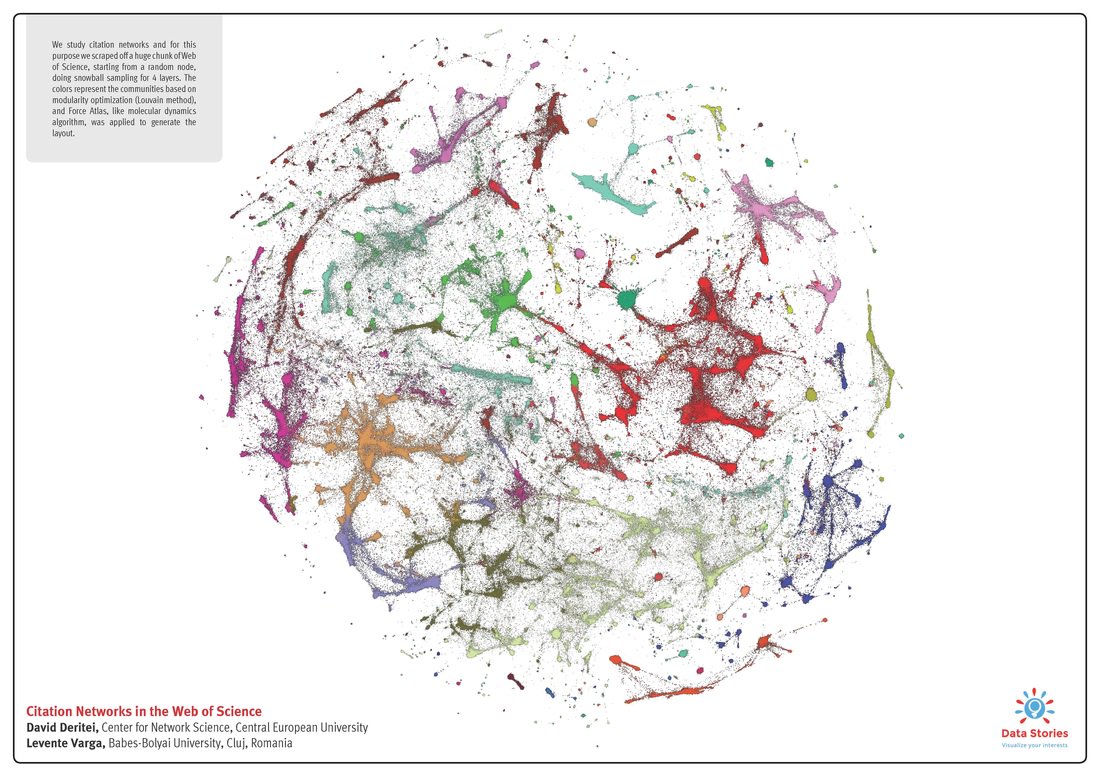 We study citation networks and for this
purpose we scraped off a huge chunk of Web
of Science, starting from a random node,
doing snowball sampling for 4 layers. The
colors represent the communities based on
modularity optimization (Louvain method),
and Force Atlas, like molecular dynamics
algorithm, was applied to generate the
layout.
Citation Networks in the Web of Science
David Deritei, Center for Network Science, Central European University
Levente Varga, Babes-Bolyai University, Cluj, Romania
Data Stories
Visualize your interests